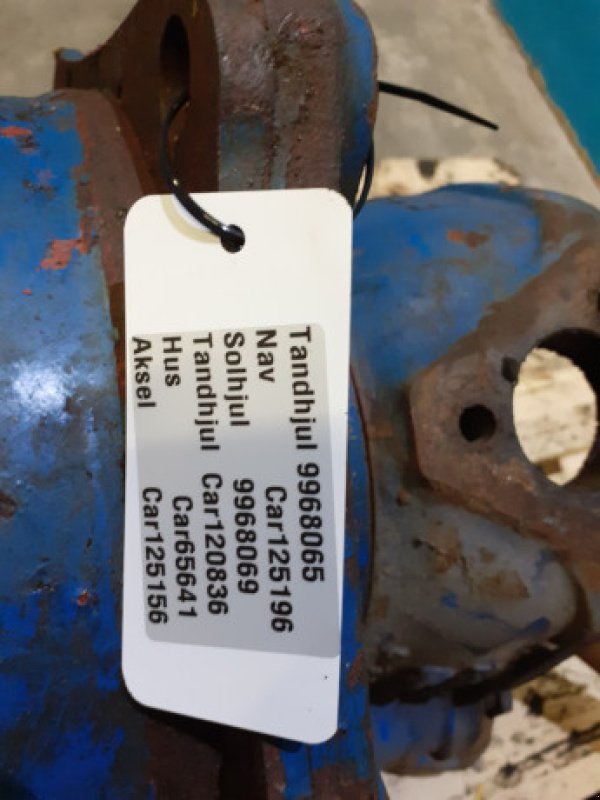 Tandhjul 9968065
Nav Car125196
Solhjul 9968069
Tandhjul Car120836
Hus Car65641
Aksel Car125156